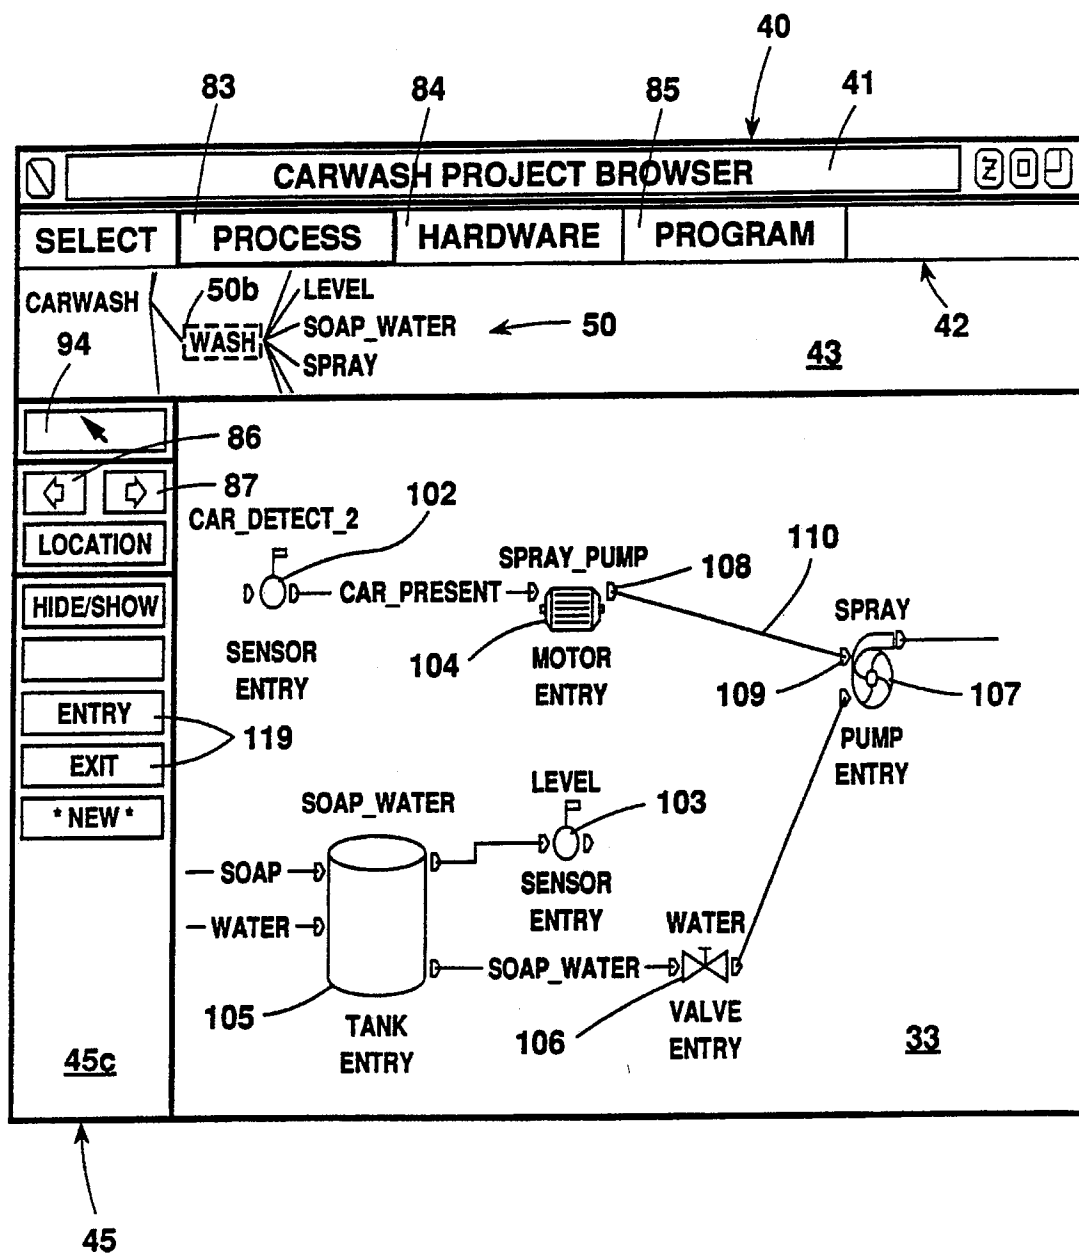 40
83
84
85
41
CARWASH PROJECT BROWSER
Z
SELECT
PROCESS
HARDWARE
PROGRAM
CARWASH
50b
LEVEL
WASH
SOAP_WATER
50
42
94
SPRAY
43
86
87
LOCATION
HIDE/SHOW
ENTRY
119
EXIT
* NEW *
45c
45
CAR_DETECT_2
102
CAR_PRESENT
SENSOR
ENTRY
SPRAY_PUMP
108
110
104
MOTOR
ENTRY
SPRAY
109
107
PUMP
ENTRY
SOAP_WATER
LEVEL
103
SOAP
WATER
SENSOR
ENTRY
WATER
SOAP_WATER
105
TANK
ENTRY
106
VALVE
ENTRY
33